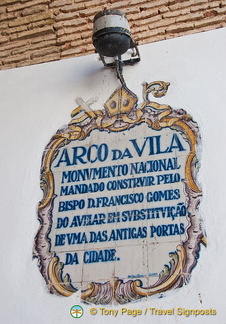 ARCO DA VILA
MONVMENTO NACIONAL
MANDADO CONSTRVIR PELO
BISPO D. FRANCISCO GOMES
DO AVELAR EM SVBSTITVIÇÃO
DE VMA DAS ANTIGAS PORTAS
DA CIDADE.
© Tony Page / Travel Signposts